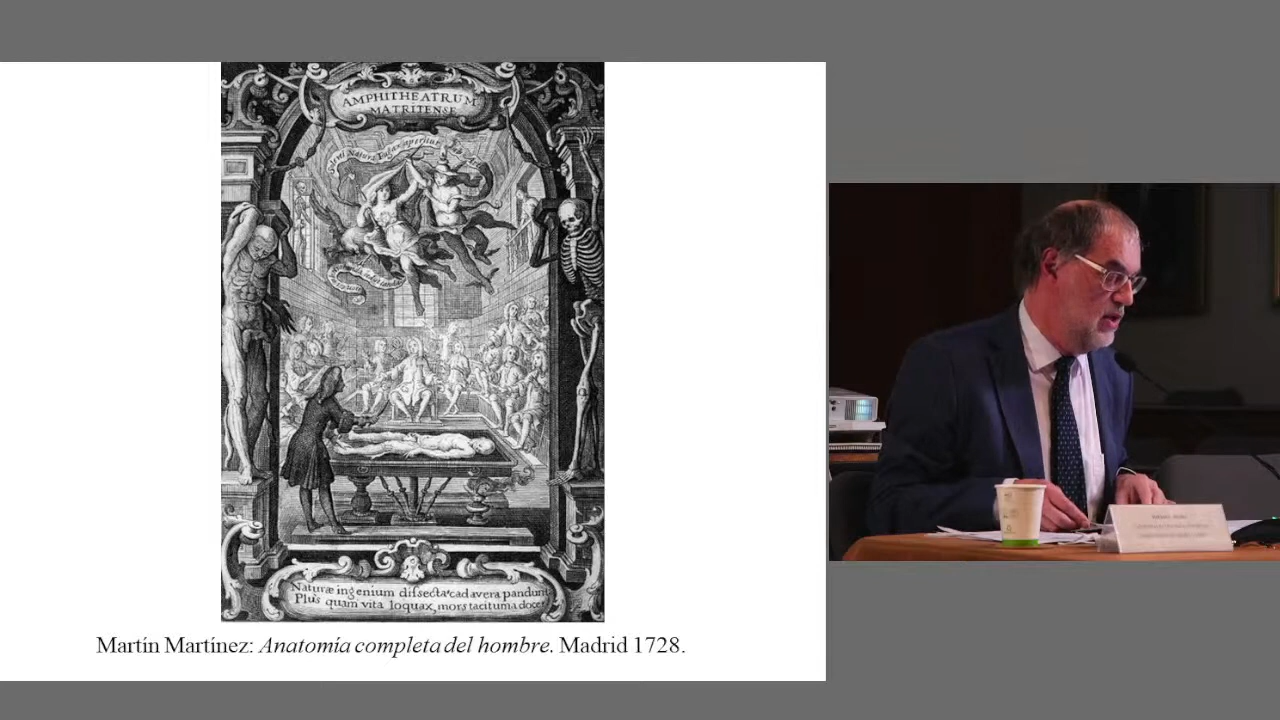 AMPHITHEATRUM
MATRITENSE
Naturæ ingenium dissecta cadavera pandunt
Plus quam vita loquax, mors taciturna docet
Martín Martínez: Anatomía completa del hombre. Madrid 1728.